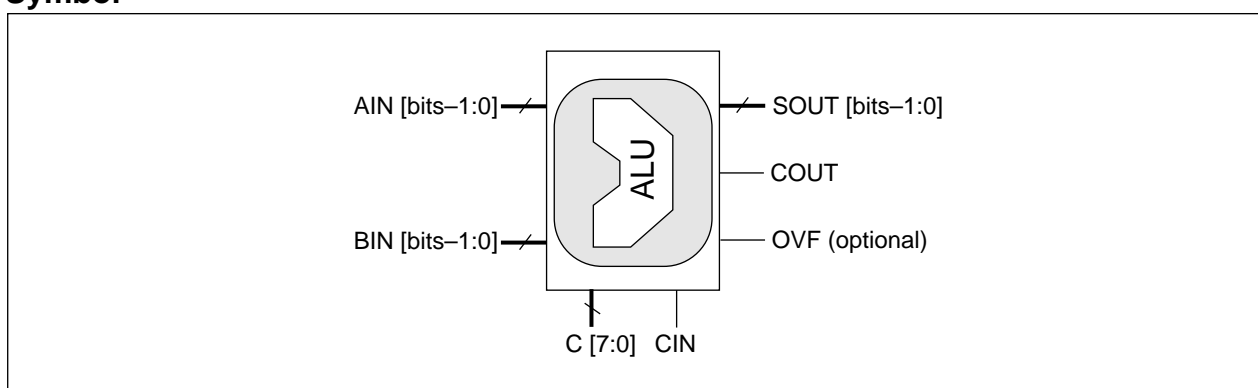 Symbol
AIN [bits–1:0]
SOUT [bits–1:0]
ALU
COUT
BIN [bits–1:0]
OVF (optional)
C [7:0]
CIN